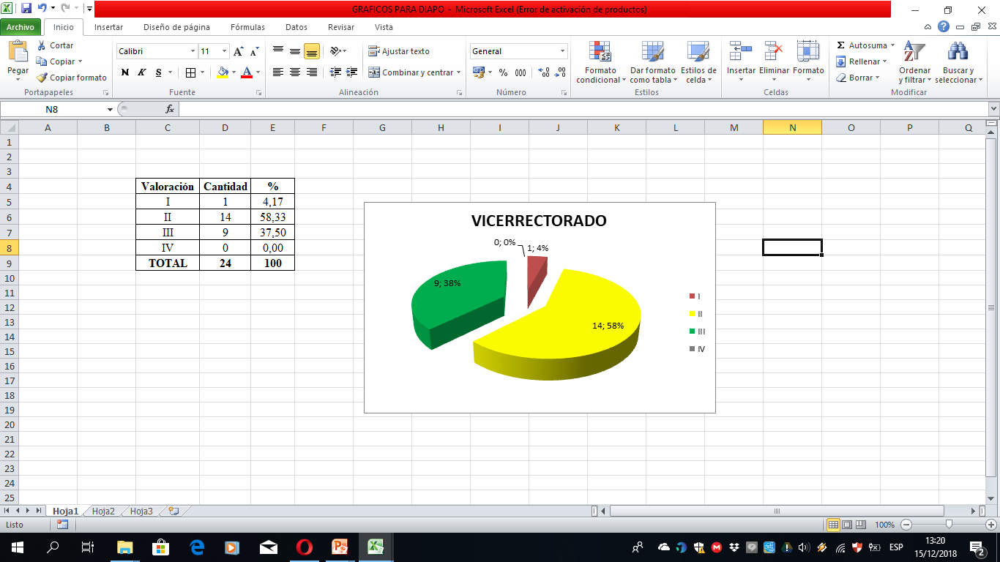 GRAFICOS PARA DIAPO - Microsoft Excel (Error de activación de productos)
Archivo Inicio Insertar Diseño de página Fórmulas Datos Revisar Vista
Pegar
Cortar
Copiar
Copiar formato
Portapapeles
Calibri 11
N K S
Fuente
Ajustar texto
Combinar y centrar
Alineación
General
% 000
Número
Formato condicional
Dar formato como tabla
Estilos de celda
Estilos
Insertar Eliminar Formato
Celdas
Autosuma
Rellenar
Borrar
Ordenar y filtrar
Buscar y seleccionar
Modificar
N8 fx
A B C D E F G H I J K L M N O P Q
1
2
3
4 Valoración Cantidad %
5 I 1 4,17
6 II 14 58,33
7 III 9 37,50
8 IV 0 0,00
9 TOTAL 24 100
10
11
12
13
14
15
16
17
18
19
20
21
22
23
24
25
VICERRECTORADO
0; 0%
1; 4%
9; 38%
14; 58%
I
II
III
IV
Hoja1 Hoja2 Hoja3
Listo 100%
ESP
13:20
15/12/2018
2